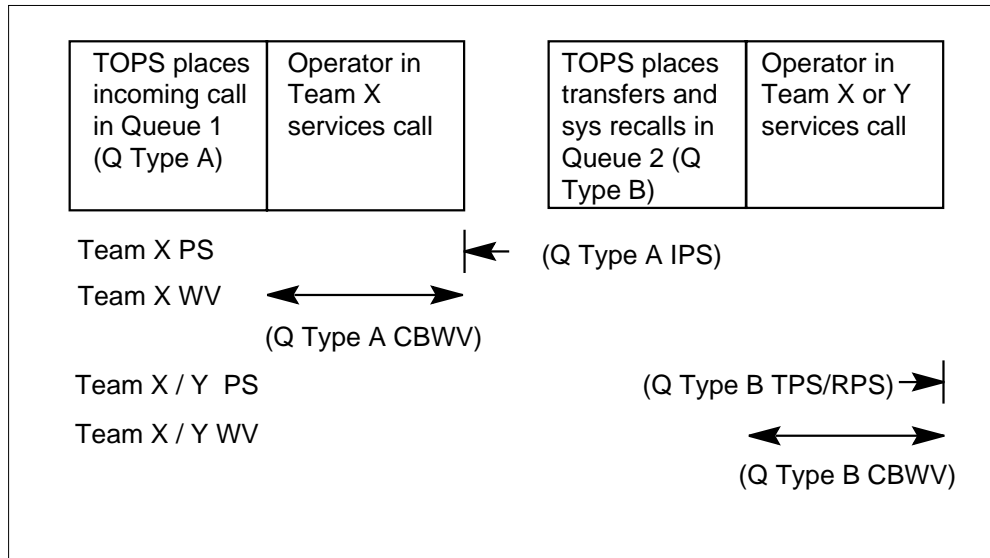 TOPS places
incoming call
in Queue 1
(Q Type A)
Operator in
Team X
services call
TOPS places
transfers and
sys recalls in
Queue 2 (Q
Type B)
Operator in
Team X or Y
services call
Team X PS
(Q Type A IPS)
Team X WV
(Q Type A CBWV)
Team X / Y  PS
(Q Type B TPS/RPS)
Team X / Y WV
(Q Type B CBWV)